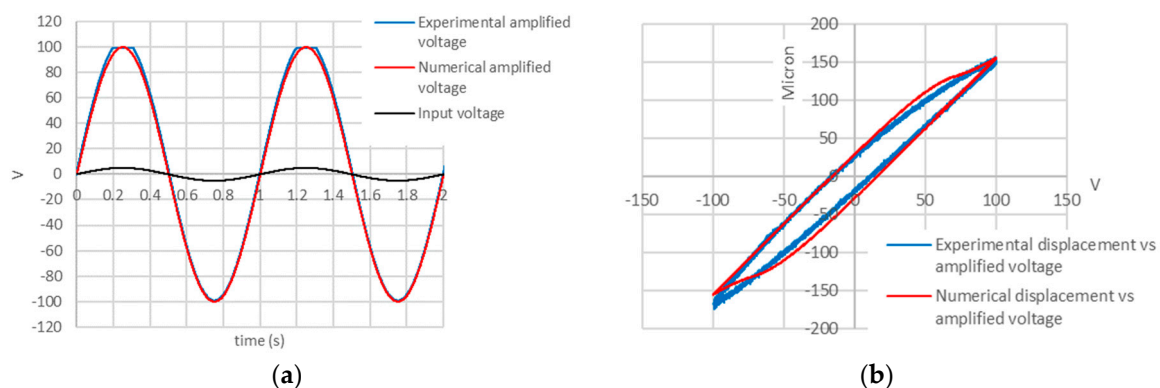 120
100
80
60
40
20
0
-20
-40
-60
-80
-100
-120
V
0 0.2 0.4 0.6 0.8 1 1.2 1.4 1.6 1.8 2
time (s)
Experimental amplified
voltage
Numerical amplified
voltage
Input voltage
(a)
200
150
100
50
0
-50
-100
-150
-200
Micron
-150 -100 -50 0 50 100 150
V
Experimental displacement vs
amplified voltage
Numerical displacement vs
amplified voltage
(b)